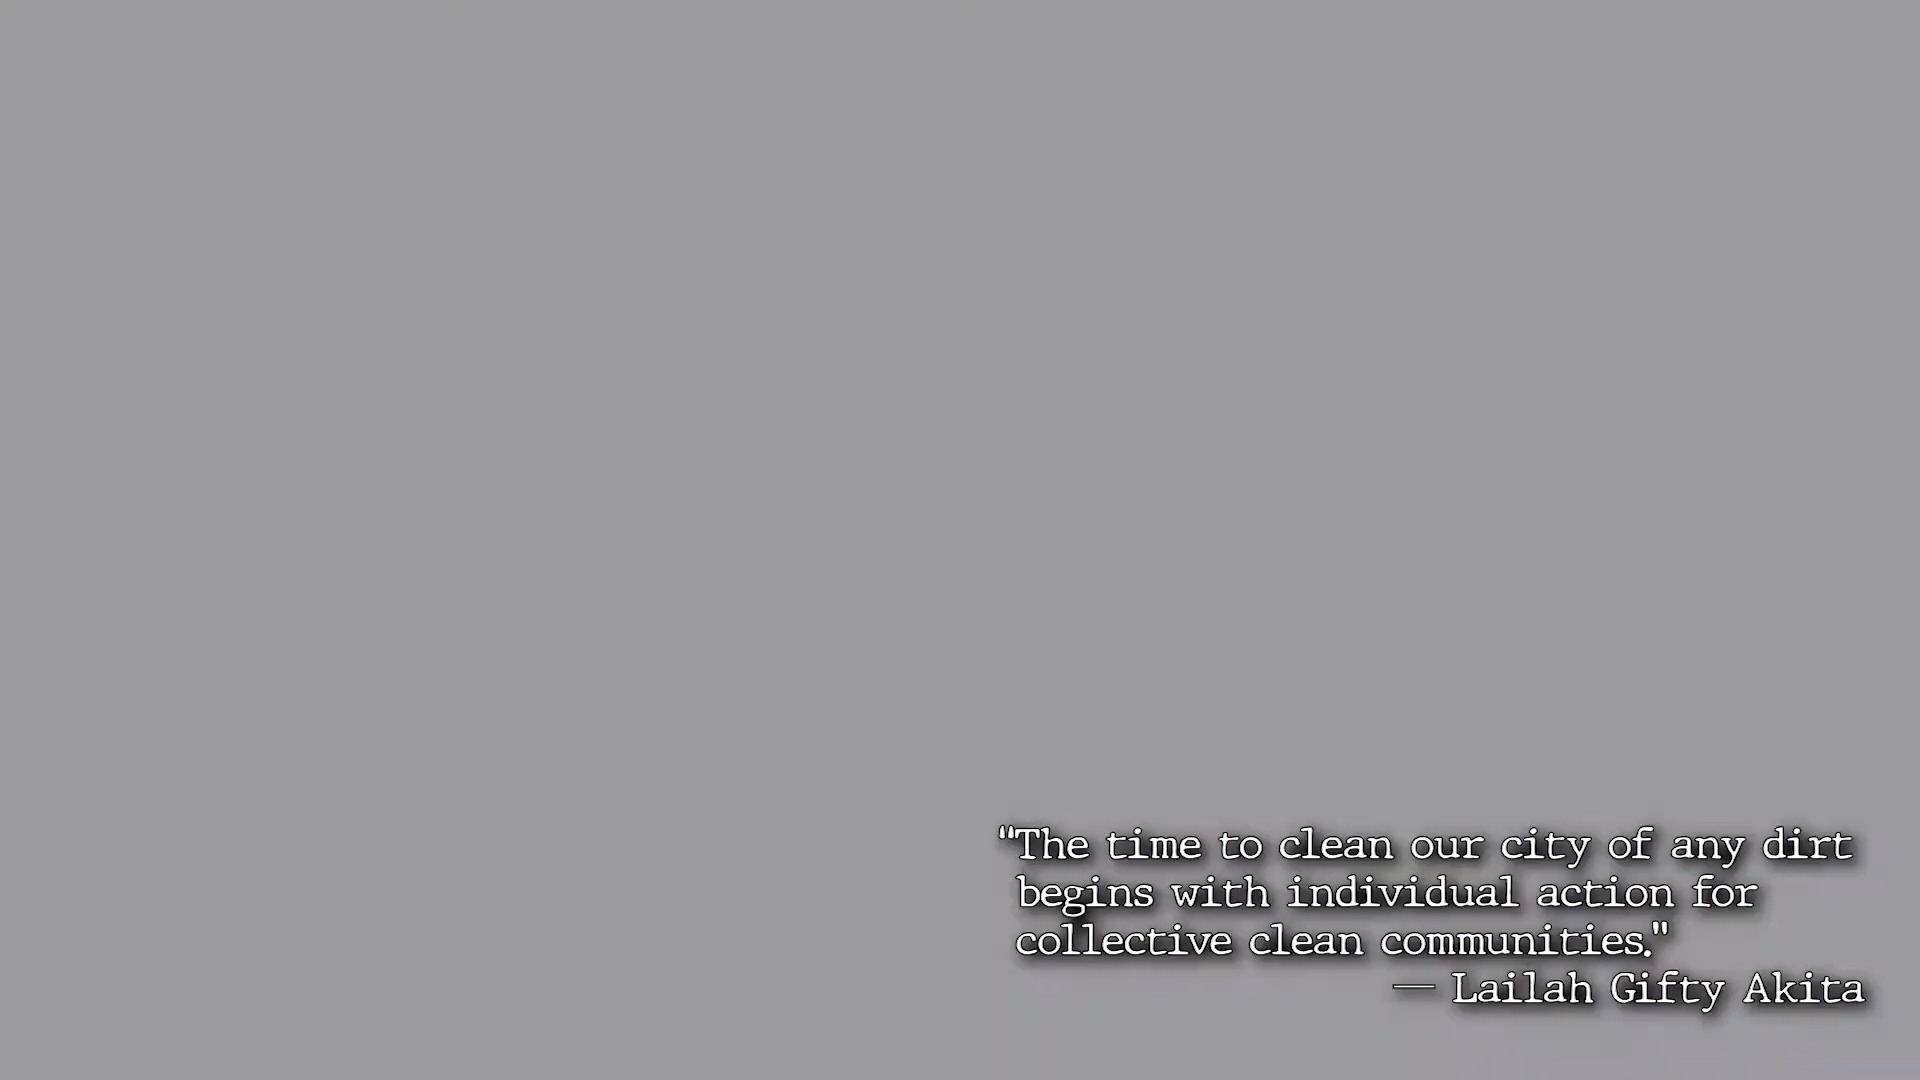 "The time to clean our city of any dirt
begins with individual action for
collective clean communities."
— Lailah Gifty Akita